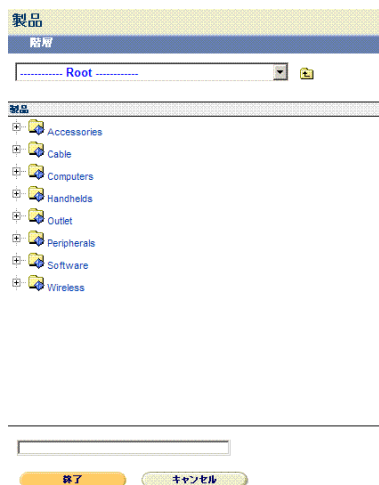 製品
階層
----------- Root -----------
製品
Accessories
Cable
Computers
Handhelds
Outlet
Peripherals
Software
Wireless
終了
キャンセル